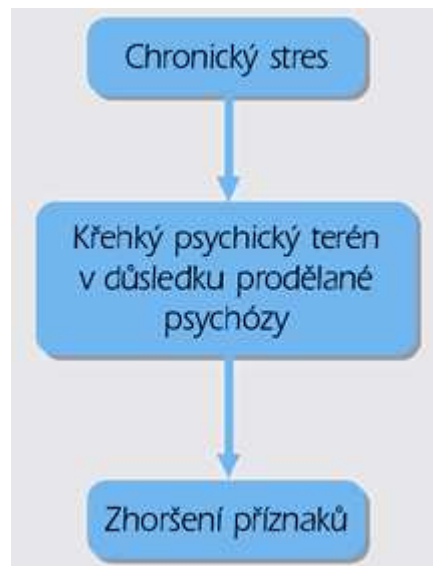 Chronický stres
Křehký psychický terén
v důsledku prodělané
psychózy
Zhoršení příznaků